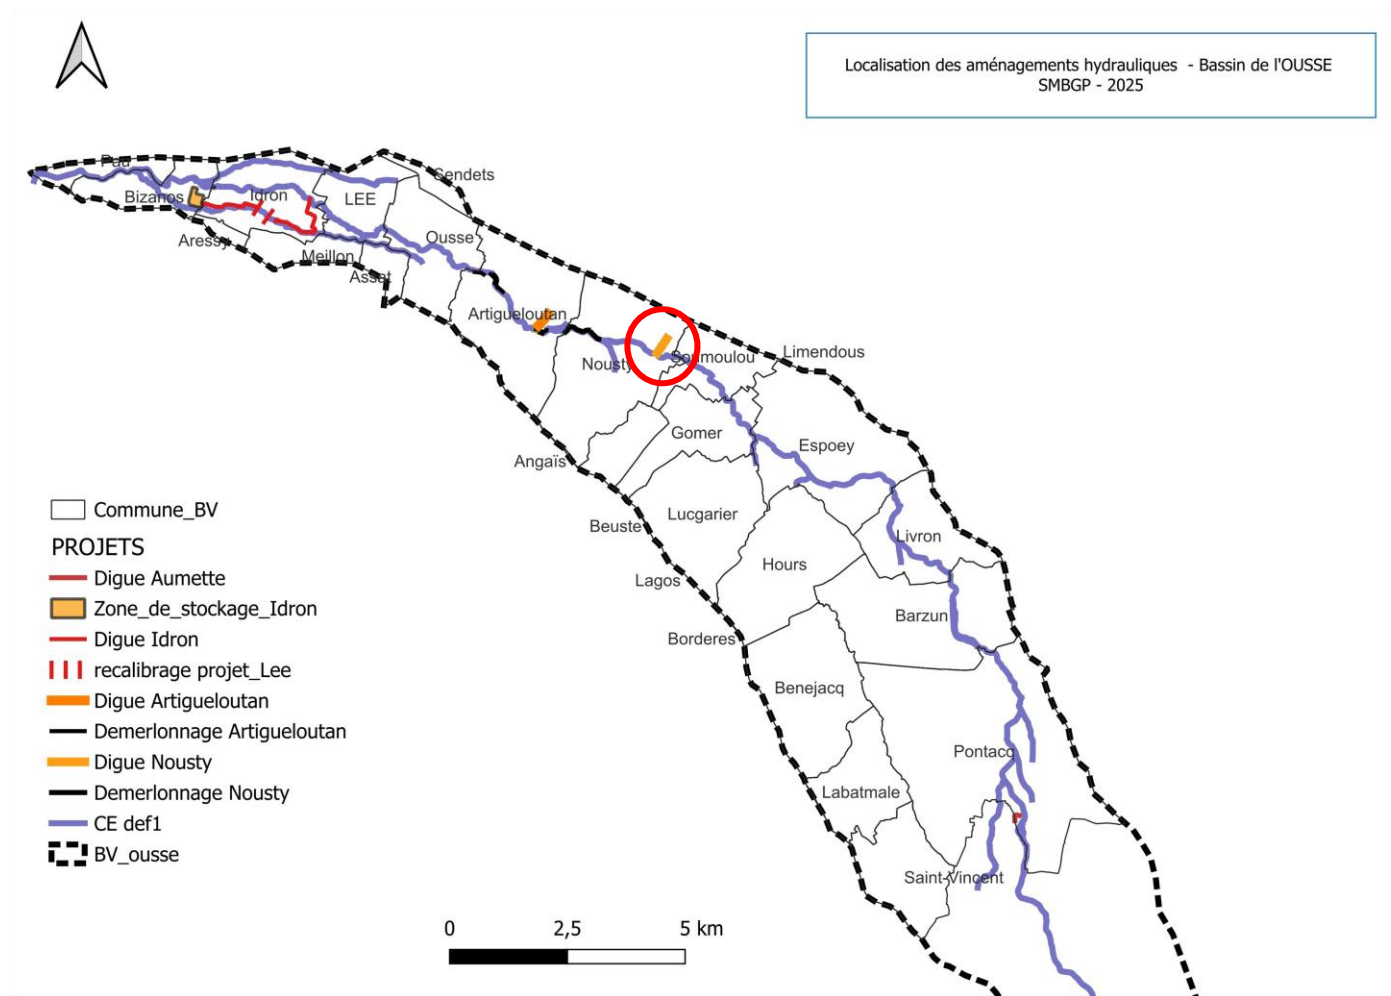 Localisation des aménagements hydrauliques - Bassin de l'OUSSE
SMBGP - 2025
Pau
Sendets
Bizanos
Idron
LEE
Aressy
Ousse
Meillon
Assat
Artigueloutan
Nousty
Soumoulou
Limendous
Gomer
Espoey
Angaïs
Lucgarier
Beuste
Livron
Hours
Lagos
Barzun
Borderes
Benejacq
Pontacq
Labatmale
Saint-Vincent
Commune_BV
PROJETS
Digue Aumette
Zone_de_stockage_Idron
Digue Idron
recalibrage projet_Lee
Digue Artigueloutan
Demerlonnage Artigueloutan
Digue Nousty
Demerlonnage Nousty
CE def1
BV_ousse
0 2,5 5 km